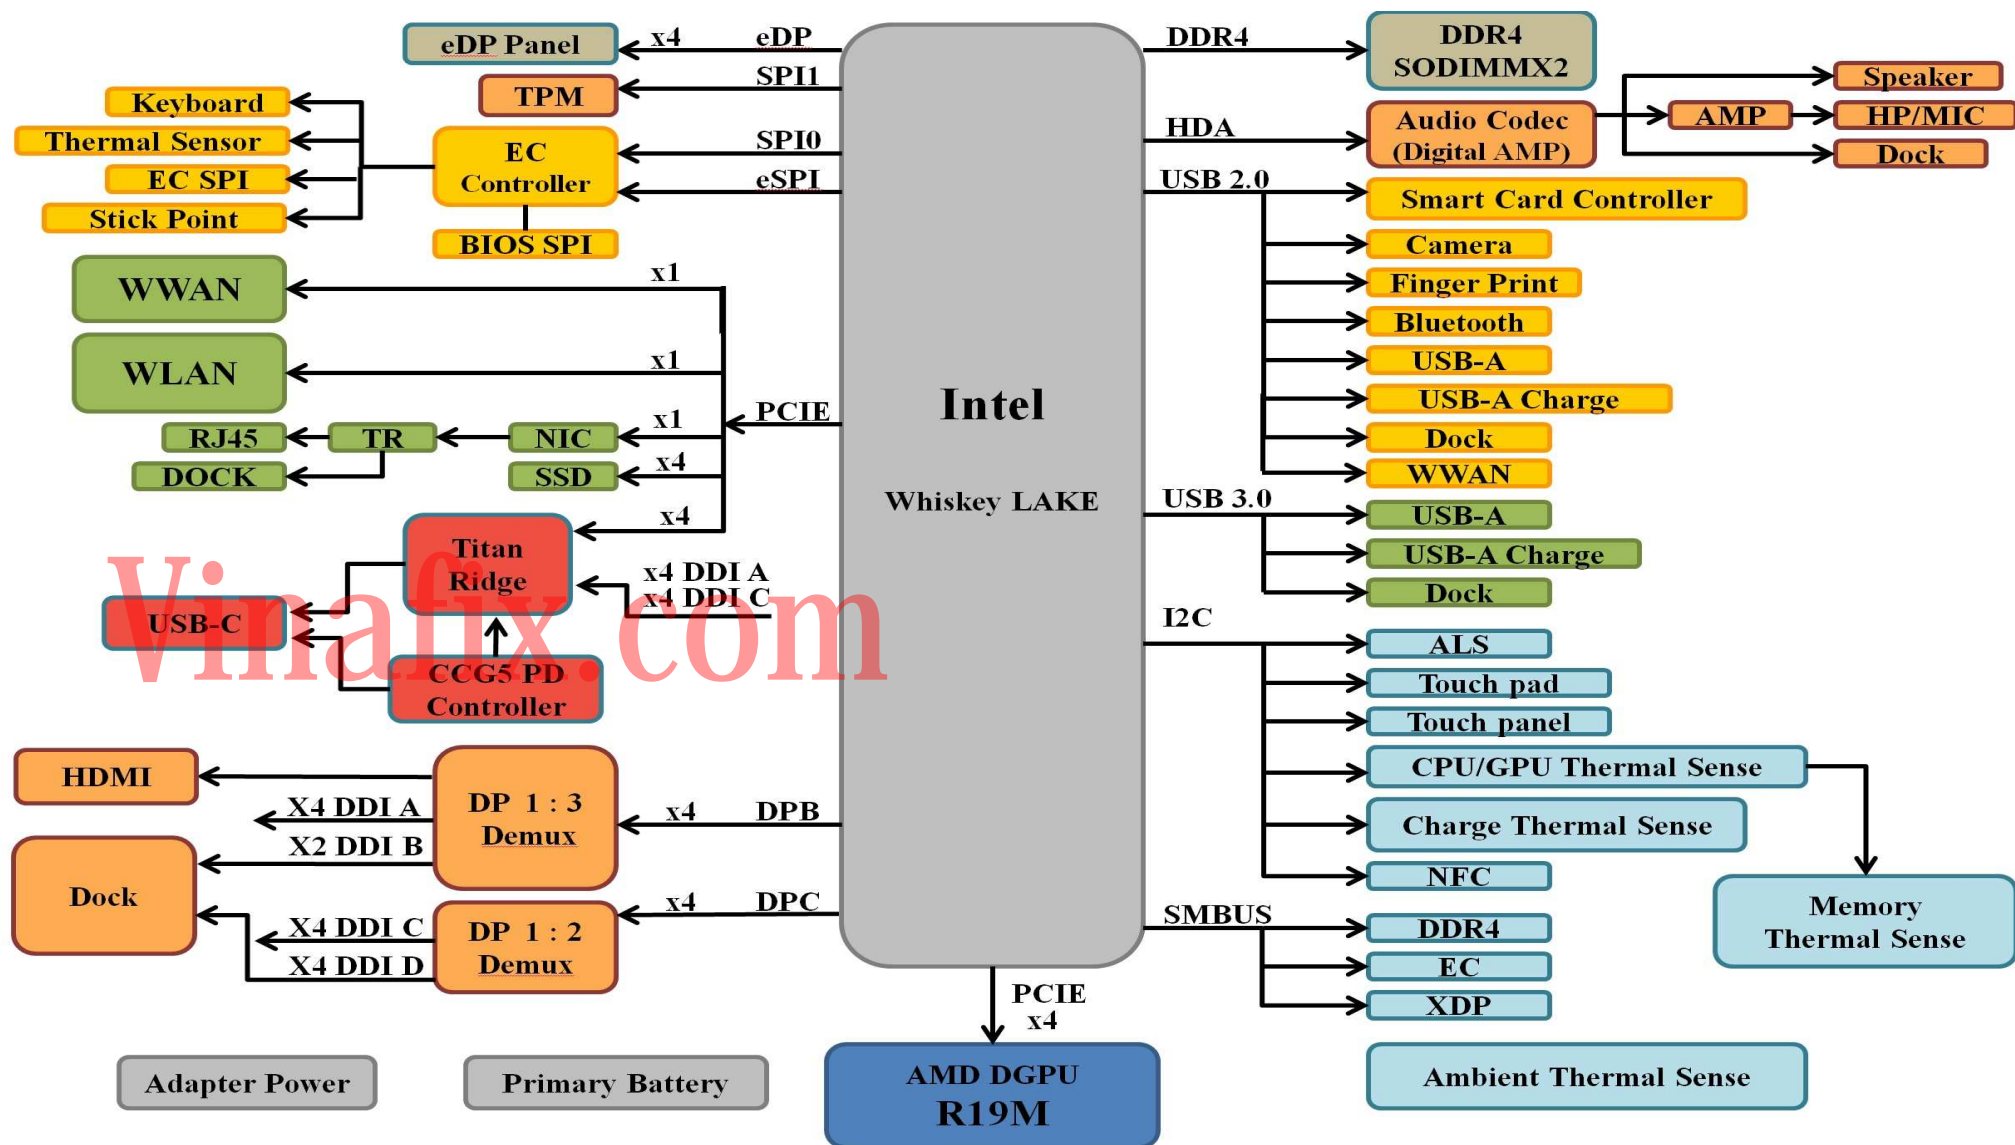 eDP Panel
x4
eDP
TPM
SPI1
Keyboard
Thermal Sensor
EC SPI
Stick Point
EC
Controller
SPI0
eSPI
BIOS SPI
WWAN
x1
WLAN
x1
PCIE
RJ45
TR
NIC
x1
DOCK
SSD
x4
x4
Titan
Ridge
x4 DDI A
x4 DDI C
USB-C
CCG5 PD
Controller
Vinafix.com
HDMI
DP 1 : 3
Demux
X4 DDI A
X2 DDI B
x4
DPB
Dock
DP 1 : 2
Demux
X4 DDI C
X4 DDI D
x4
DPC
Intel
Whiskey LAKE
PCIE
x4
AMD DGPU
R19M
Adapter Power
Primary Battery
DDR4
DDR4
SODIMMX2
HDA
Audio Codec
(Digital AMP)
Speaker
AMP
HP/MIC
Dock
USB 2.0
Smart Card Controller
Camera
Finger Print
Bluetooth
USB-A
USB-A Charge
Dock
WWAN
USB 3.0
USB-A
USB-A Charge
Dock
I2C
ALS
Touch pad
Touch panel
CPU/GPU Thermal Sense
Charge Thermal Sense
NFC
Memory
Thermal Sense
SMBUS
DDR4
EC
XDP
Ambient Thermal Sense